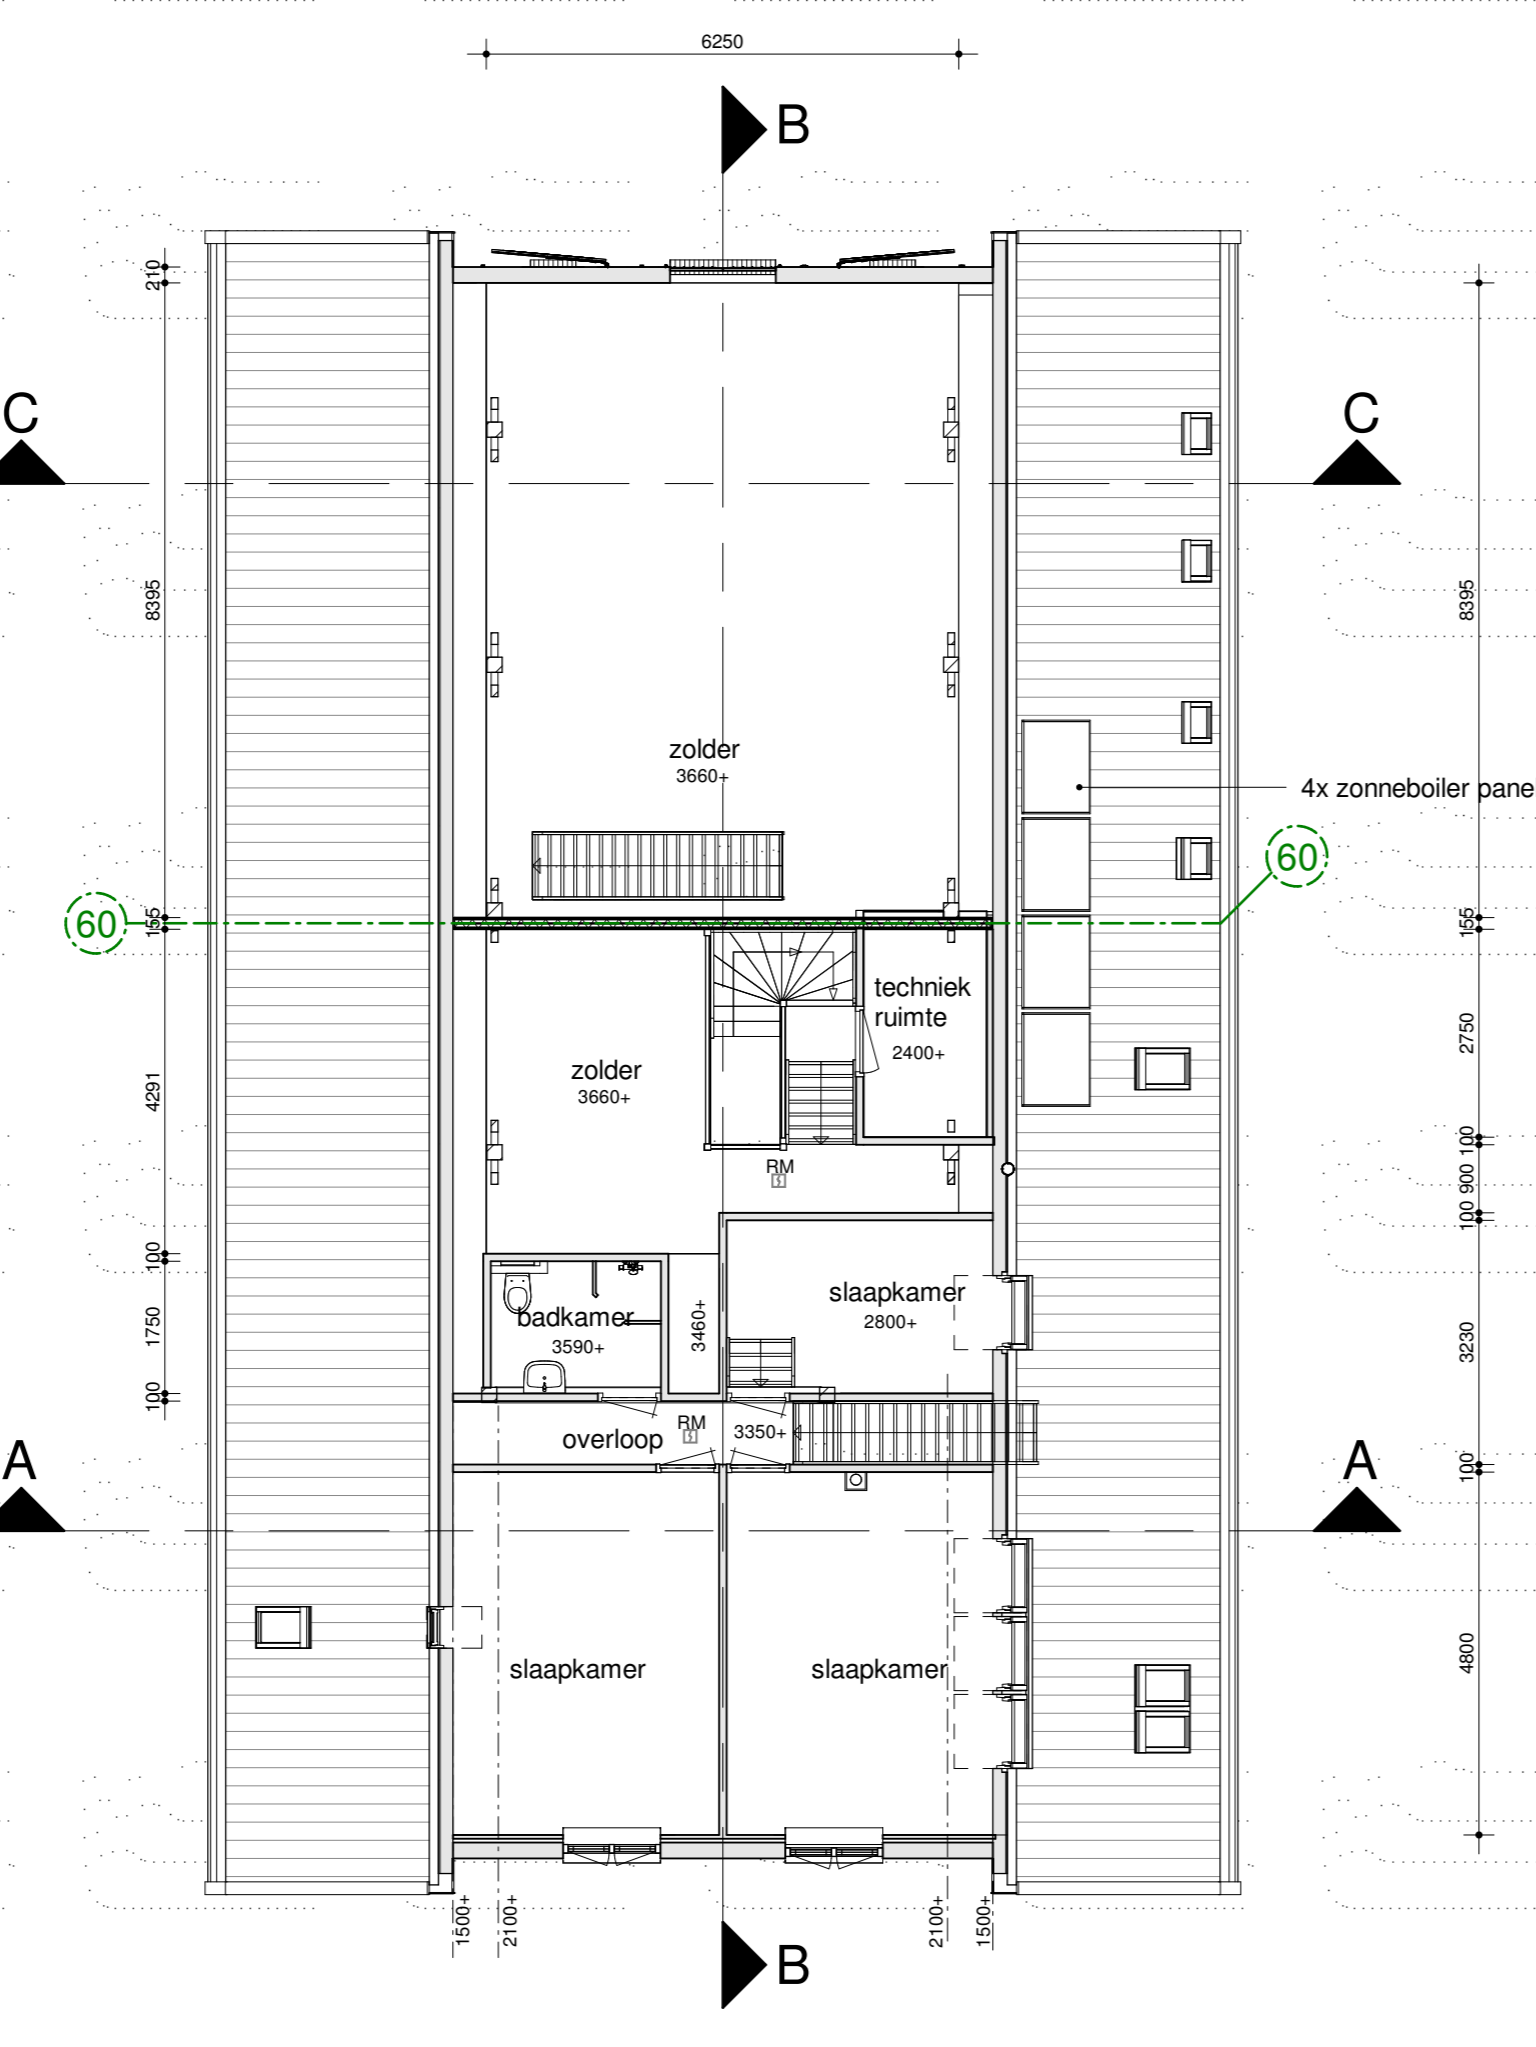 6250
B
210
C
C
8395
8395
zolder
3660+
4x zonneboiler pane
60
60
155
155
techniek
ruimte
2400+
2750
zolder
3660+
4291
100
RM
900
100
100
slaapkamer
2800+
badkamer
3590+
3460+
1750
3230
100
RM
3350+
overloop
A
A
100
slaapkamer
slaapkamer
4800
1500+
2100+
2100+
1500+
B